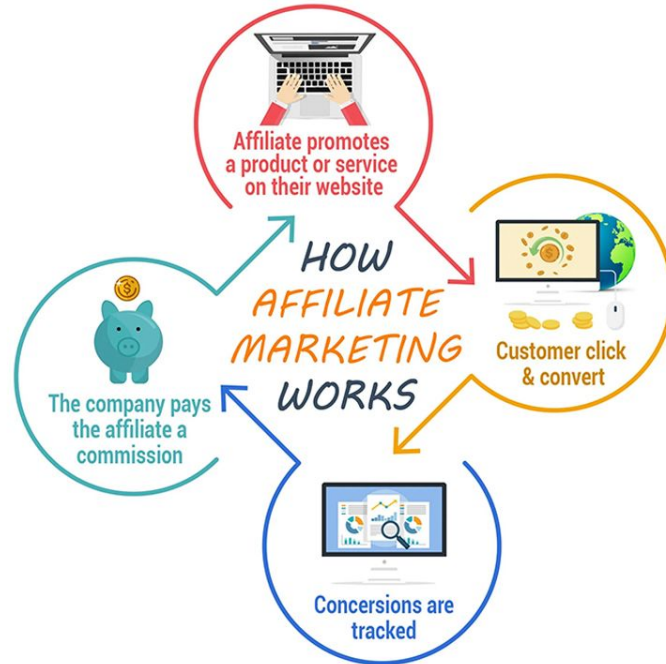 Affiliate promotes
a product or service
on their website
HOW
AFFILIATE
MARKETING
WORKS
Customer click
& convert
The company pays
the affiliate a
commission
Concersions are
tracked